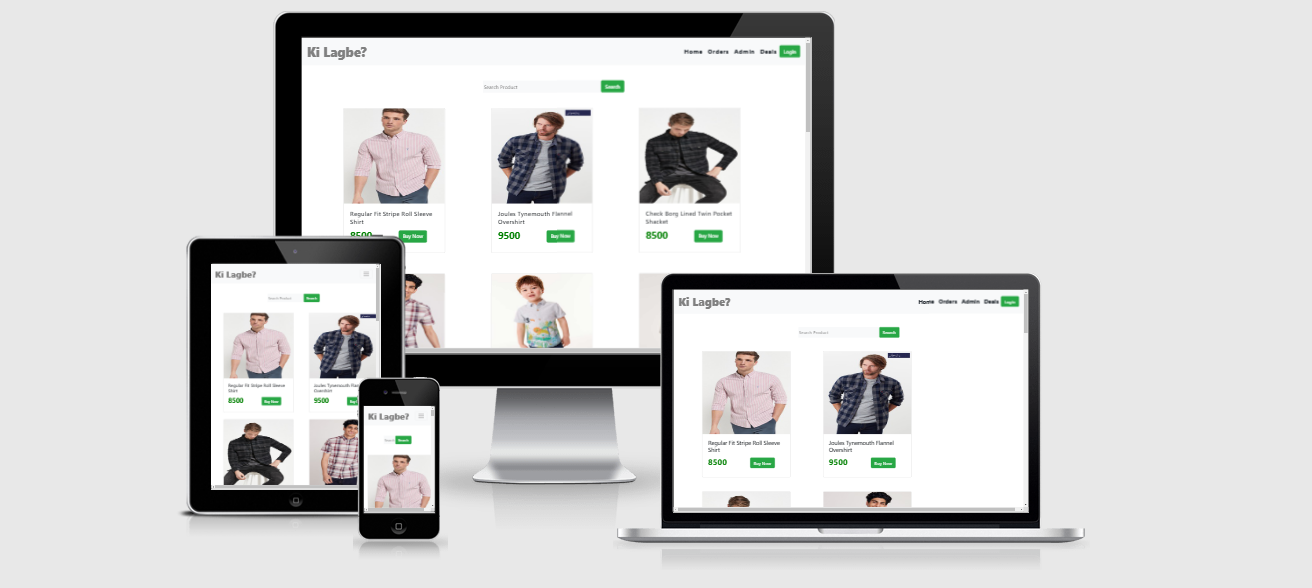 Ki Lagbe?
Home Orders Admin Deals Login
Search Product Search
Regular Fit Stripe Roll Sleeve
Shirt
8500 Buy Now
Joules Tynemouth Flannel
Overshirt
9500 Buy Now
Check Borg Lined Twin Pocket
Shacket
8500 Buy Now
Ki Lagbe?
Search Product Search
Regular Fit Stripe Roll Sleeve
Shirt
8500 Buy Now
Joules Tynemouth
Overshirt
9500
Ki Lagbe?
Search
Ki Lagbe?
Home Orders Admin Deals Login
Search Product Search
Regular Fit Stripe Roll Sleeve
Shirt
8500 Buy Now
Joules Tynemouth Flannel
Overshirt
9500 Buy Now